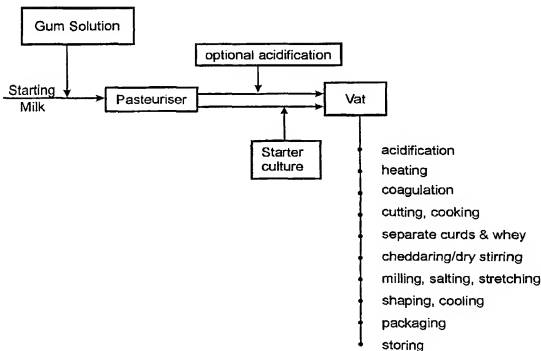 Gum Solution
optional acidification
Starting
Milk
Pasteuriser
Vat
Starter
culture
acidification
heating
coagulation
cutting, cooking
separate curds & whey
cheddaring/dry stirring
milling, salting, stretching
shaping, cooling
packaging
storing